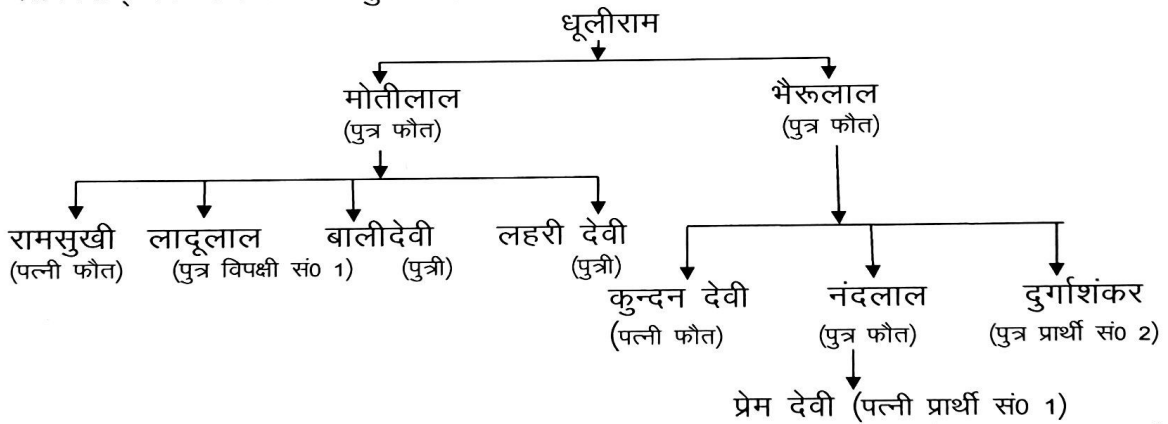 धूलीराम
मोतीलाल भैरूलाल
(पुत्र फौत) (पुत्र फौत)
रामसुखी लादूलाल बालीदेवी लहरी देवी
(पत्नी फौत) (पुत्र विपक्षी सं0 1) (पुत्री) (पुत्री)
कुन्दन देवी नंदलाल दुर्गाशंकर
(पत्नी फौत) (पुत्र फौत) (पुत्र प्रार्थी सं0 2)
प्रेम देवी (पत्नी प्रार्थी सं0 1)